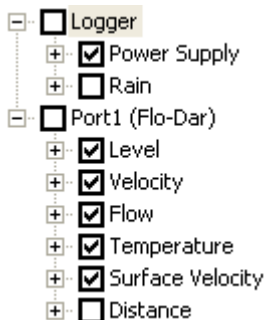 Logger
Power Supply
Rain
Port1 (Flo-Dar)
Level
Velocity
Flow
Temperature
Surface Velocity
Distance